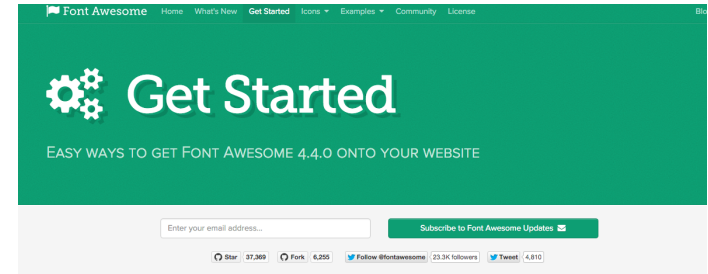 Font Awesome Home What's New Get Started Icons Examples Community License Blo
Get Started
EASY WAYS TO GET FONT AWESOME 4.4.0 ONTO YOUR WEBSITE
Enter your email address... Subscribe to Font Awesome Updates
Star 37,369 Fork 6,255 Follow @fontawesome 23.3K followers Tweet 4,810